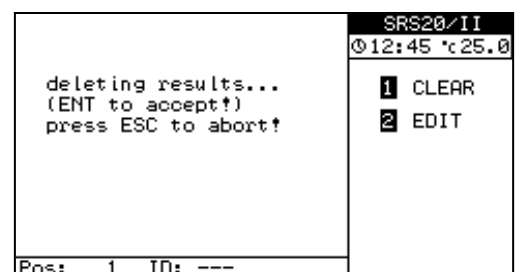 SRS20/II
12:45 °C25.0
deleting results...
(ENT to accept!)
press ESC to abort!
1 CLEAR
2 EDIT
Pos: 1 ID: ---